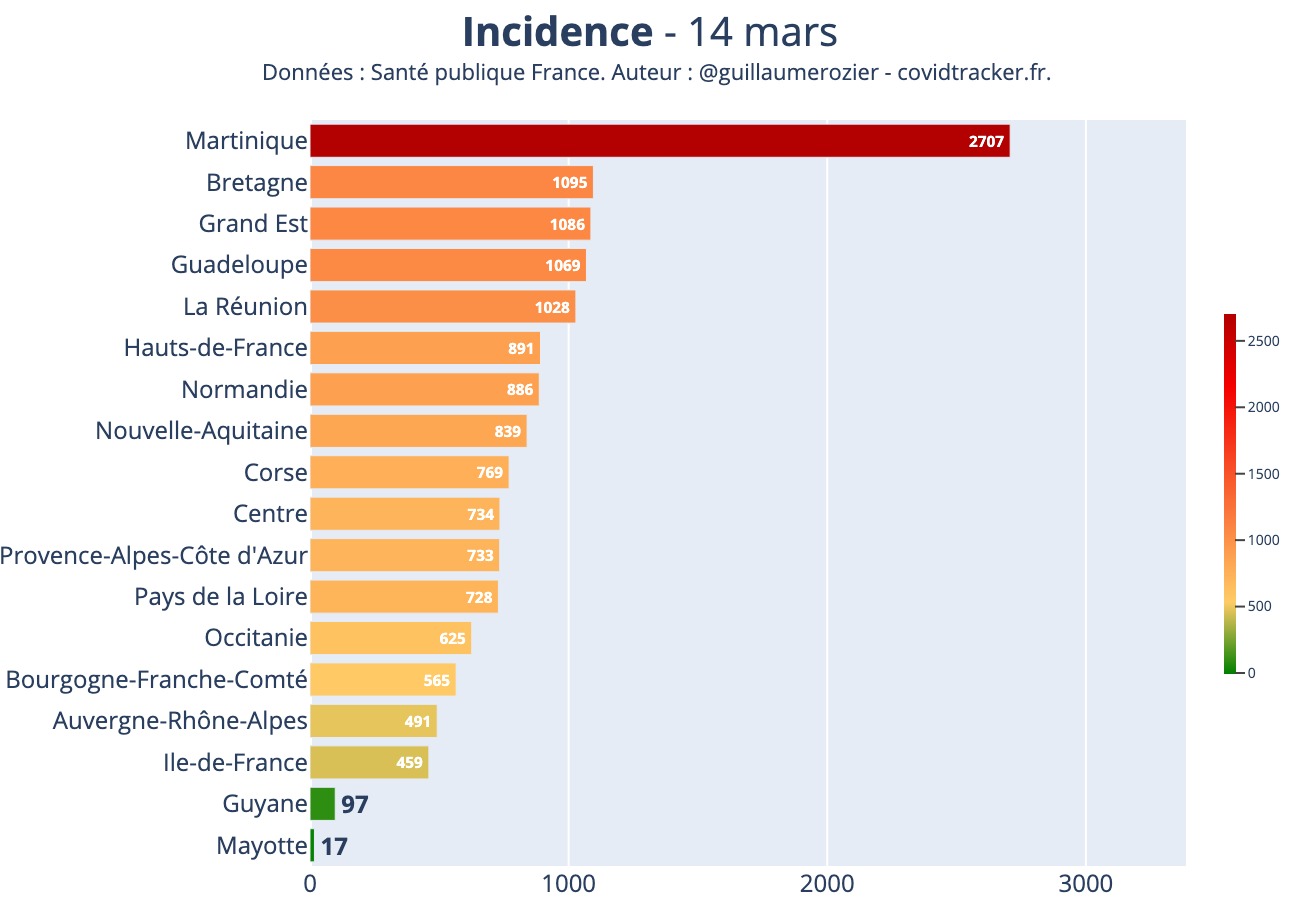 Incidence - 14 mars
Données : Santé publique France. Auteur : @guillaumerozier - covidtracker.fr.
Martinique 2707
Bretagne 1095
Grand Est 1086
Guadeloupe 1069
La Réunion 1028
Hauts-de-France 891
Normandie 886
Nouvelle-Aquitaine 839
Corse 769
Centre 734
Provence-Alpes-Côte d'Azur 733
Pays de la Loire 728
Occitanie 625
Bourgogne-Franche-Comté 565
Auvergne-Rhône-Alpes 491
Ile-de-France 459
Guyane 97
Mayotte 17
0 1000 2000 3000
2500
2000
1500
1000
500
0